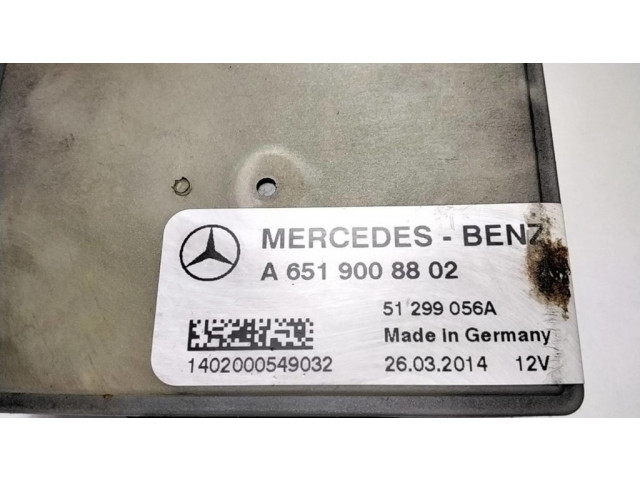 MERCEDES - BENZ
A 651 900 88 02
51 299 056A
Made in Germany
1402000549032 26.03.2014 12V